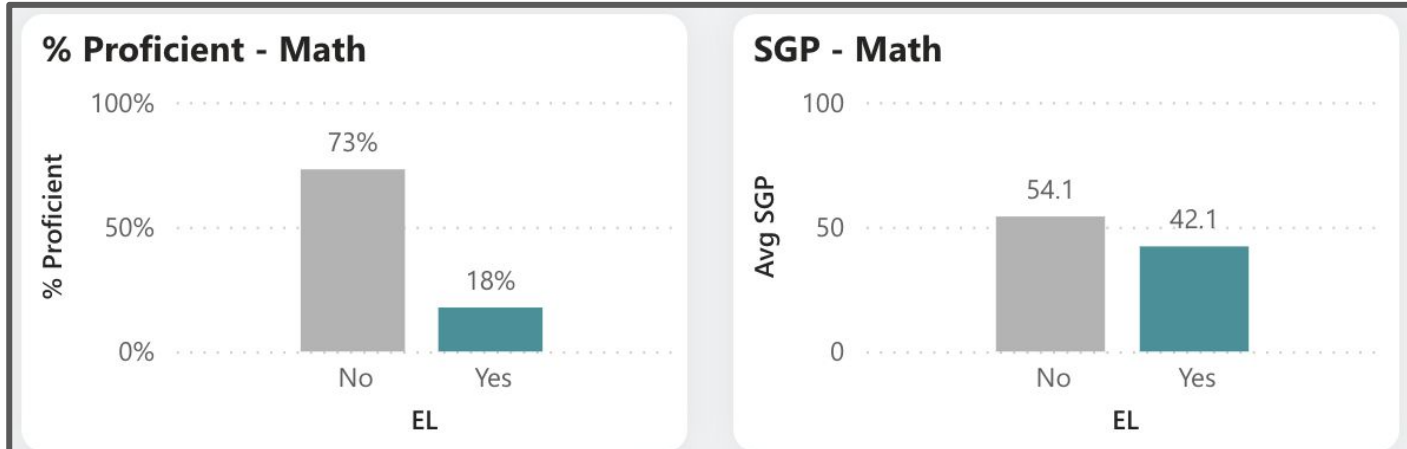 % Proficient - Math
100%
50%
0%
% Proficient
73%
18%
No
Yes
EL
SGP - Math
100
50
0
Avg SGP
54.1
42.1
No
Yes
EL